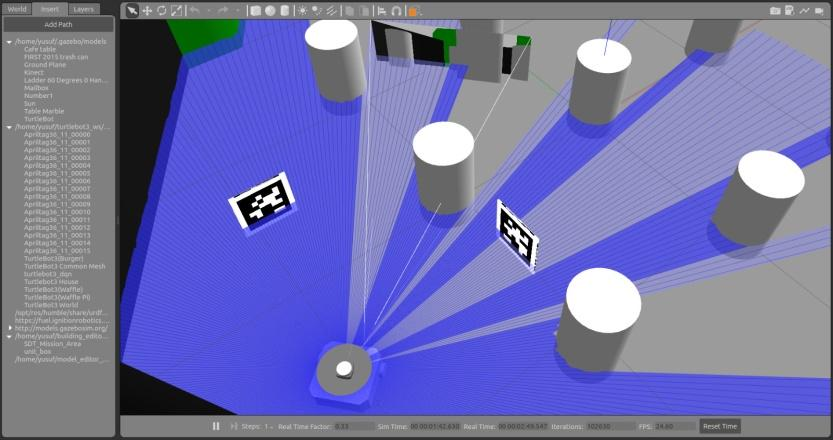 World Insert Layers
Add Path
/home/yusuf/.gazebo/models
Cafe table
FIRST 2015 trash can
Ground Plane
Kinect
Ladder 60 Degrees 0 Han...
Mailbox
Number1
Sun
Table Marble
TurtleBot
/home/yusuf/turtlebot3_ws/...
Apriltag36_11_00000
Apriltag36_11_00001
Apriltag36_11_00002
Apriltag36_11_00003
Apriltag36_11_00004
Apriltag36_11_00005
Apriltag36_11_00006
Apriltag36_11_00007
Apriltag36_11_00008
Apriltag36_11_00009
Apriltag36_11_00010
Apriltag36_11_00011
Apriltag36_11_00012
Apriltag36_11_00013
Apriltag36_11_00014
Apriltag36_11_00015
TurtleBot3(Burger)
TurtleBot3 Common Mesh
turtlebot3_dqn
TurtleBot3 House
TurtleBot3(Waffle)
TurtleBot3(Waffle Pi)
TurtleBot3 World
/opt/ros/humble/share/urdf...
https://fuel.ignitionrobotics....
http://models.gazebosim.org/
/home/yusuf/building_edito...
SDT_Mission_Area
unit_box
/home/yusuf/model_editor_...
Steps: 1 Real Time Factor: 0.33 Sim Time: 00 00:01:42.630 Real Time: 00 00:02:49.547 Iterations: 102630 FPS: 24.60 Reset Time